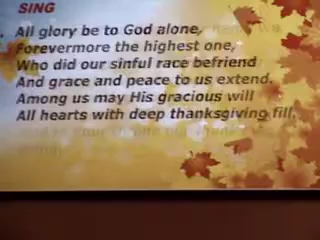 SING
All glory be to God alone,
Forevermore the highest one,
Who did our sinful race befriend
And grace and peace to us extend.
Among us may His gracious will
All hearts with deep thanksgiving fill.